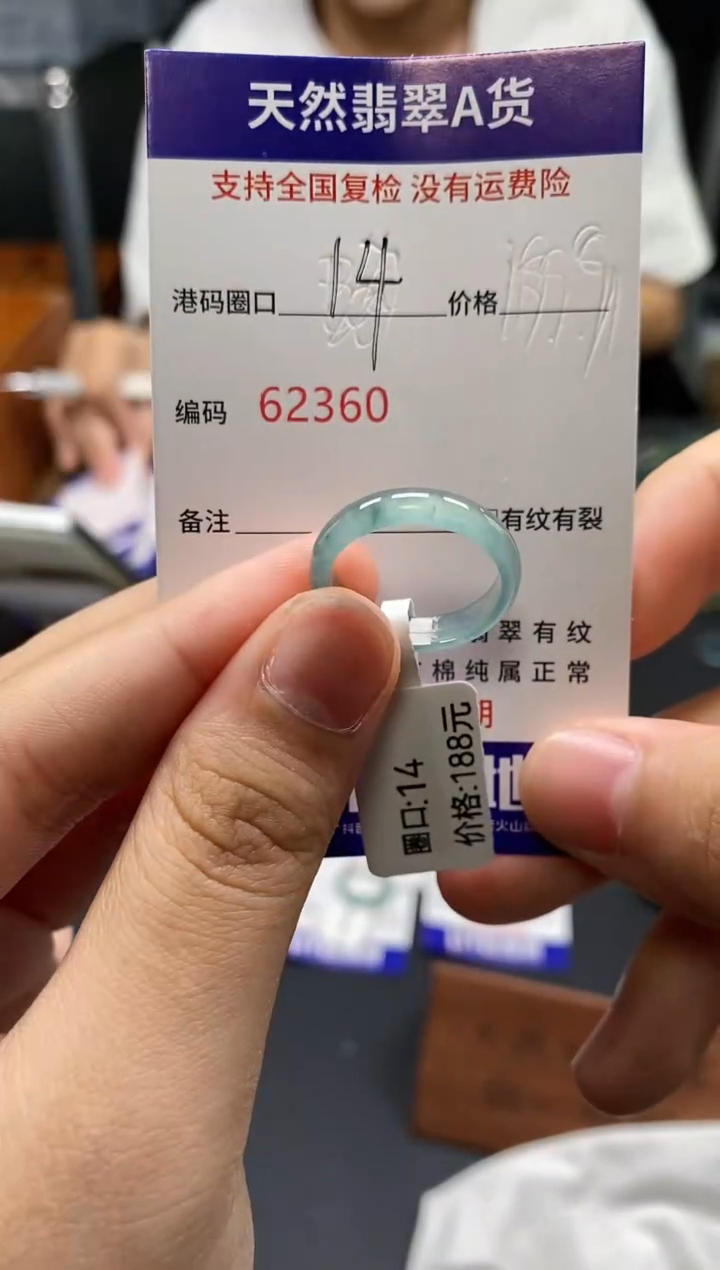 天然翡翠A货
支持全国复检 没有运费险
港码圈口 14 价格
编码 62360
备注 有纹有裂
翠有纹
棉纯属正常
圈口:14
价格:188元